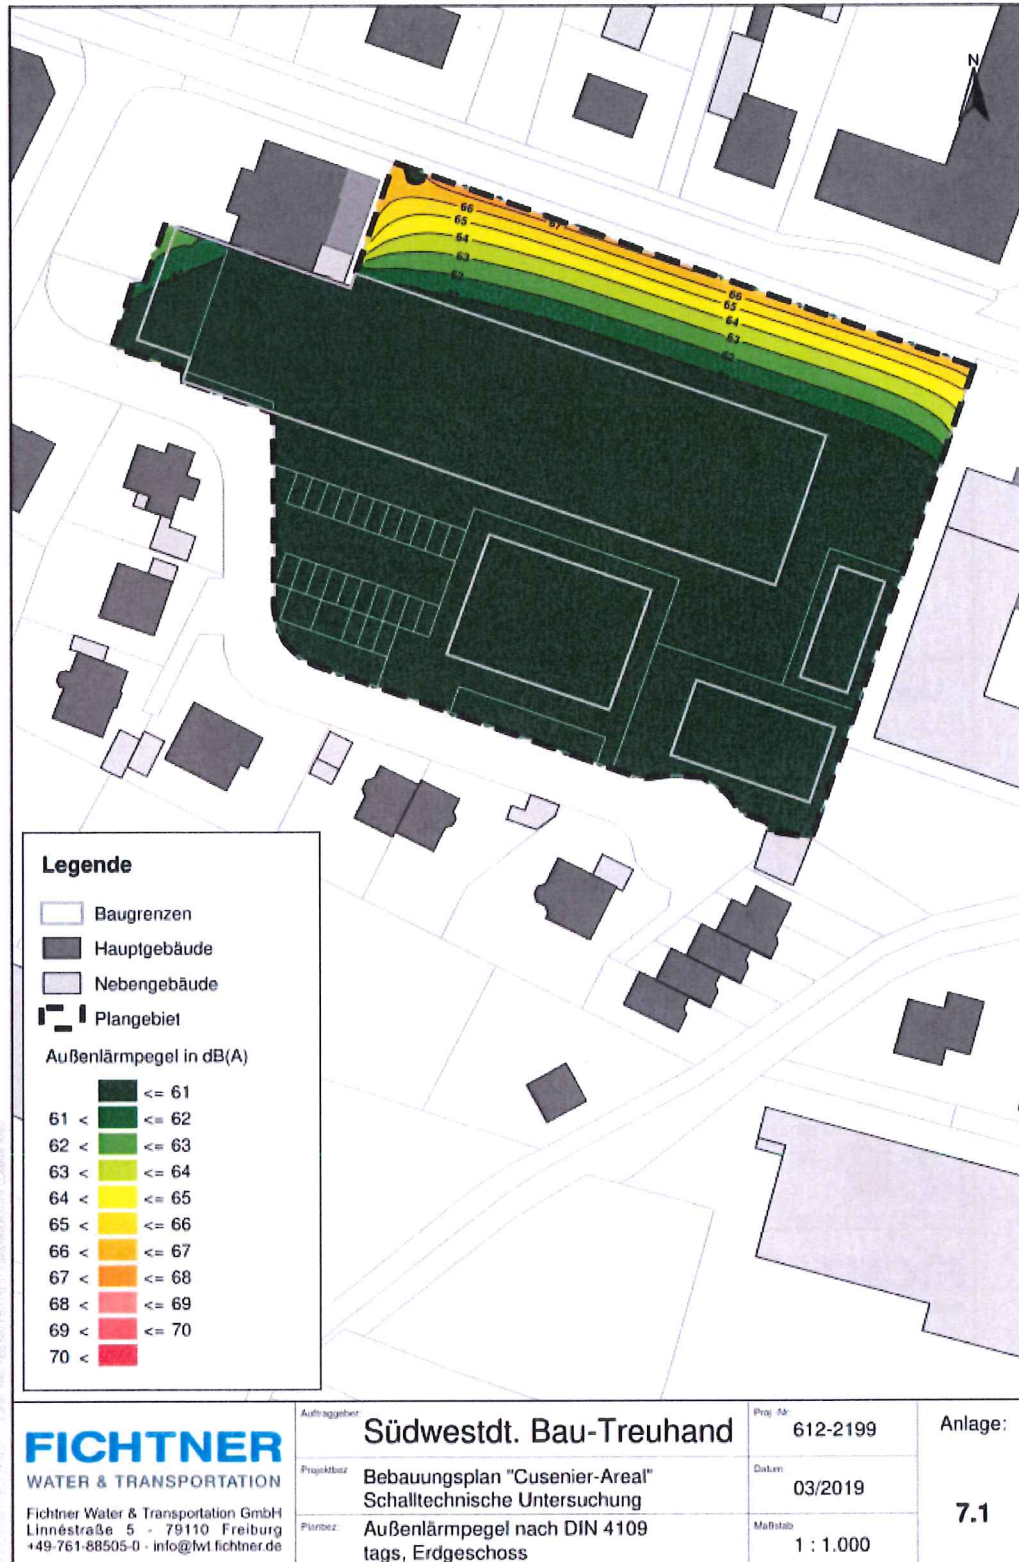 N
66
65
64
63
62
67
66
65
64
63
62
Legende
Baugrenzen
Hauptgebäude
Nebengebäude
Plangebiet
Außenlärmpegel in dB(A)
<= 61
61 < <= 62
62 < <= 63
63 < <= 64
64 < <= 65
65 < <= 66
66 < <= 67
67 < <= 68
68 < <= 69
69 < <= 70
70 <
FICHTNER
WATER & TRANSPORTATION
Fichtner Water & Transportation GmbH
Linnéstraße 5 - 79110 Freiburg
+49-761-88505-0 - info@fwt.fichtner.de
Auftraggeber:
Südwestdt. Bau-Treuhand
Projektbez:
Bebauungsplan "Cusenier-Areal"
Schalltechnische Untersuchung
Planbez:
Außenlärmpegel nach DIN 4109
tags, Erdgeschoss
Proj.-Nr:
612-2199
Datum:
03/2019
Maßstab:
1 : 1.000
Anlage:
7.1